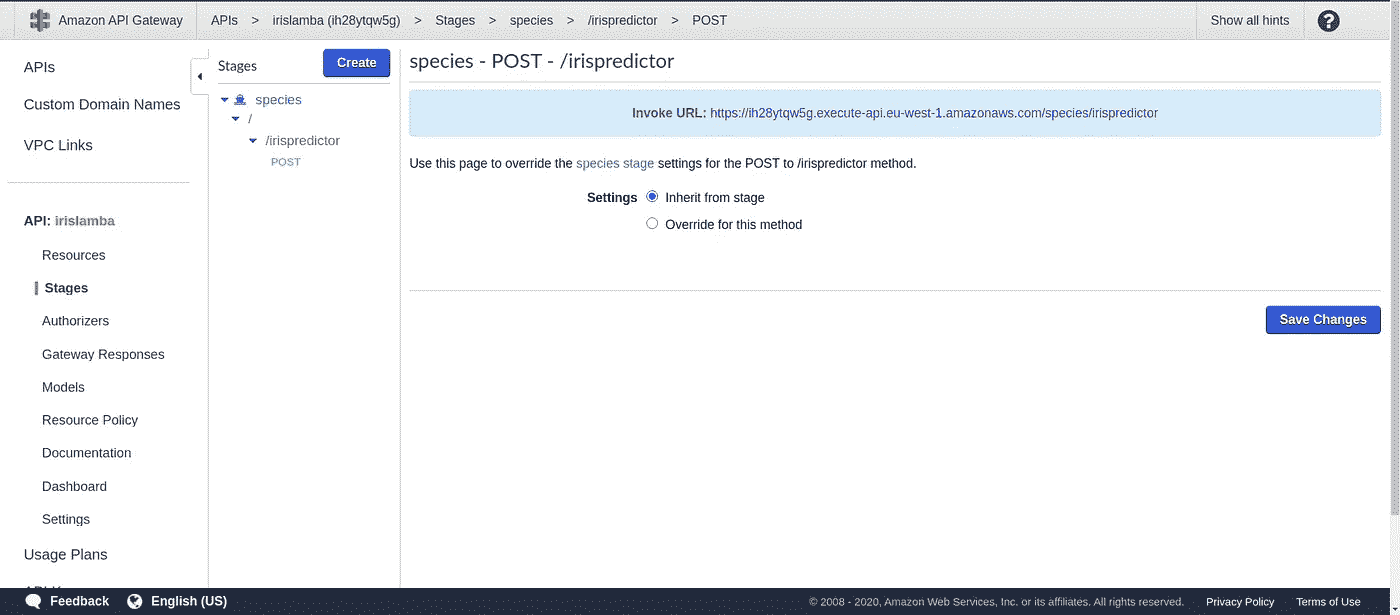 Amazon API Gateway
APIs > irislamba (ih28ytqw5g) > Stages > species > /irispredictor > POST
Show all hints
?
APIs
Custom Domain Names
VPC Links
API: irislamba
Resources
Stages
Authorizers
Gateway Responses
Models
Resource Policy
Documentation
Dashboard
Settings
Usage Plans
Stages
Create
species
/
/irispredictor
POST
species - POST - /irispredictor
Invoke URL: https://ih28ytqw5g.execute-api.eu-west-1.amazonaws.com/species/irispredictor
Use this page to override the species stage settings for the POST to /irispredictor method.
Settings
Inherit from stage
Override for this method
Save Changes
Feedback
English (US)
© 2008 - 2020, Amazon Web Services, Inc. or its affiliates. All rights reserved.
Privacy Policy
Terms of Use